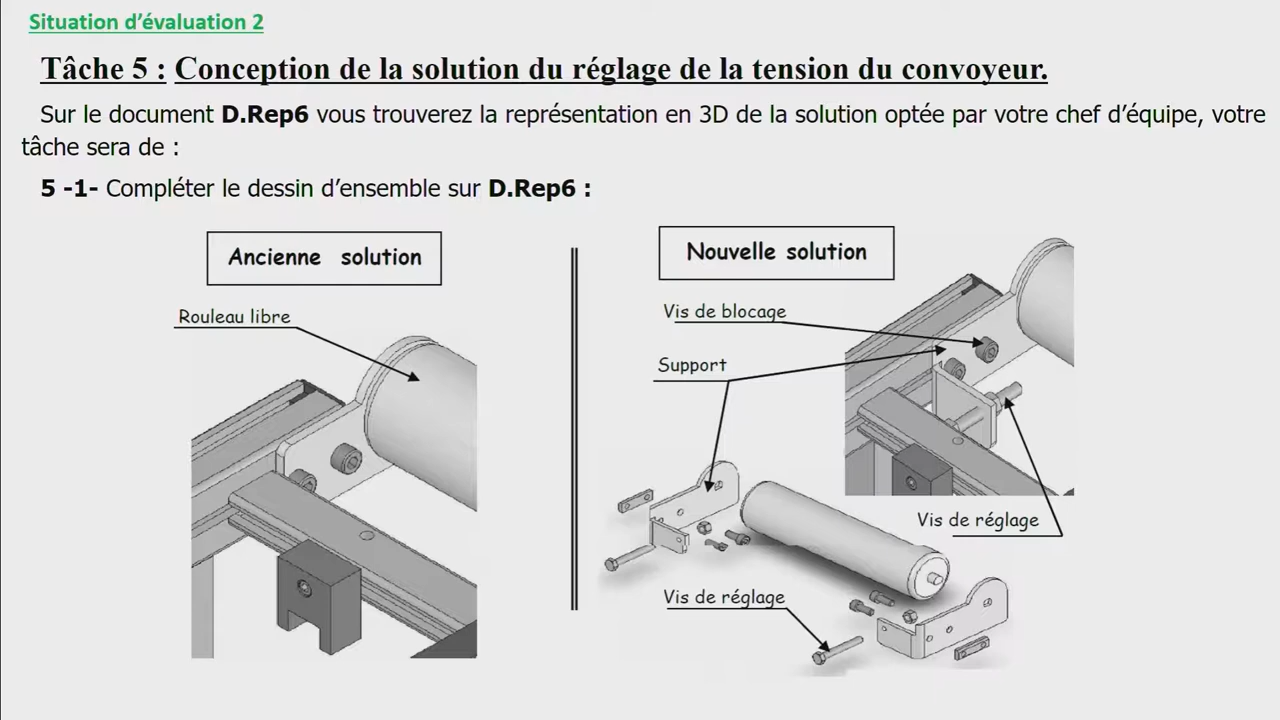 Situation d’évaluation 2
Tâche 5 : Conception de la solution du réglage de la tension du convoyeur.
Sur le document D.Rep6 vous trouverez la représentation en 3D de la solution optée par votre chef d’équipe, votre
tâche sera de :
5 -1- Compléter le dessin d’ensemble sur D.Rep6 :
Ancienne solution
Nouvelle solution
Rouleau libre
Vis de blocage
Support
Vis de réglage
Vis de réglage